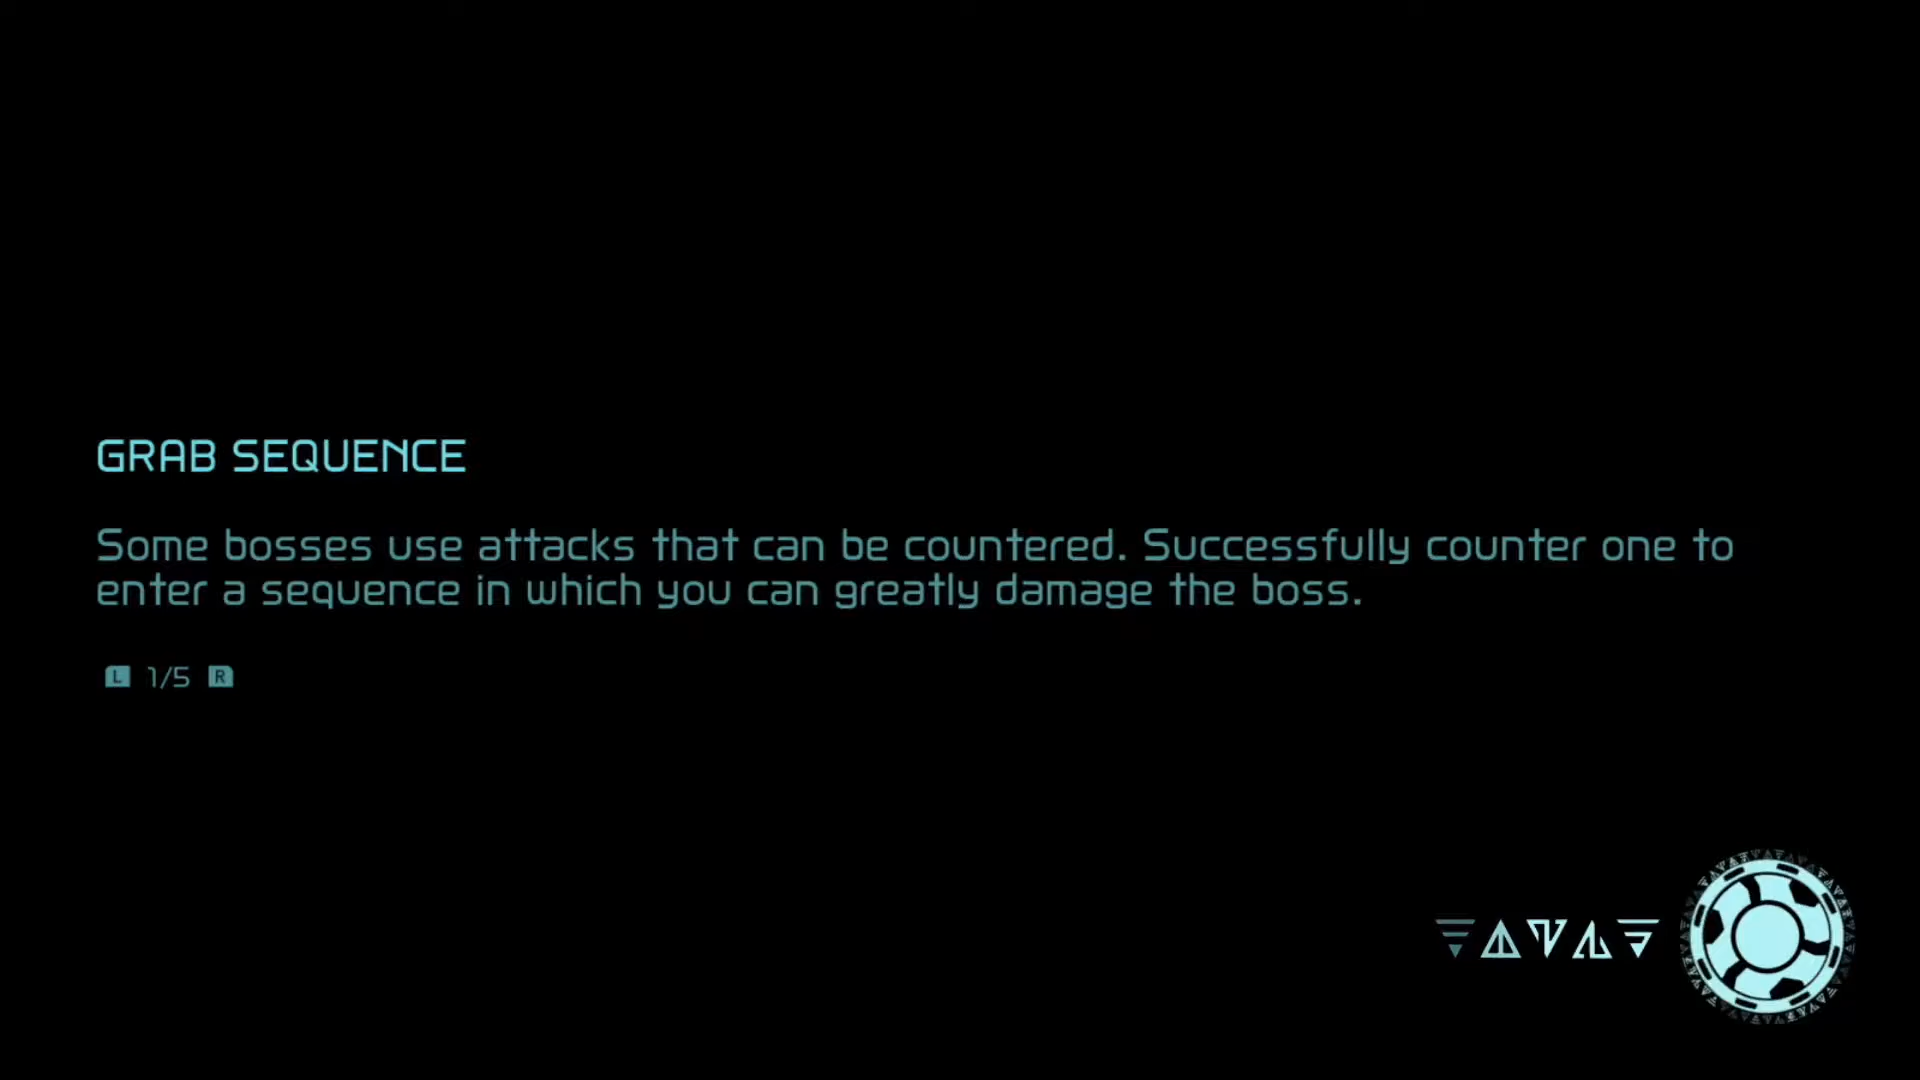 GRAB SEQUENCE
Some bosses use attacks that can be countered. Successfully counter one to
enter a sequence in which you can greatly damage the boss.
L 1/5 R